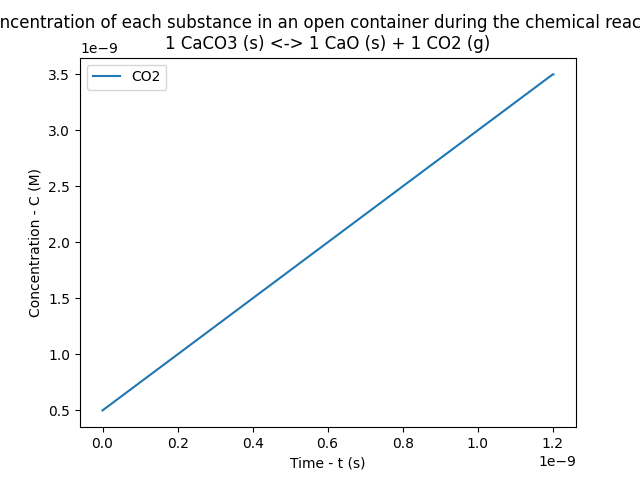 ncentration of each substance in an open container during the chemical reac
1 CaCO3 (s) <-> 1 CaO (s) + 1 CO2 (g)
1e−9
CO2
3.5
3.0
2.5
2.0
1.5
1.0
0.5
Concentration - C (M)
0.0 0.2 0.4 0.6 0.8 1.0 1.2
1e−9
Time - t (s)